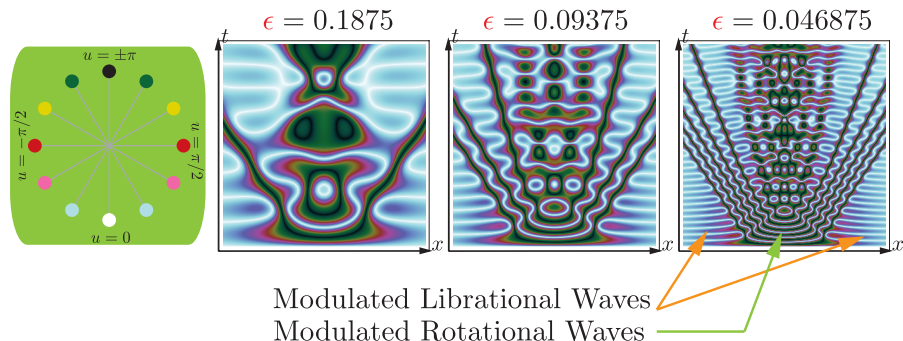 ϵ = 0.1875
ϵ = 0.09375
ϵ = 0.046875
u = ±π
u = −π/2
u = π/2
u = 0
t
x
t
x
t
x
Modulated Librational Waves
Modulated Rotational Waves